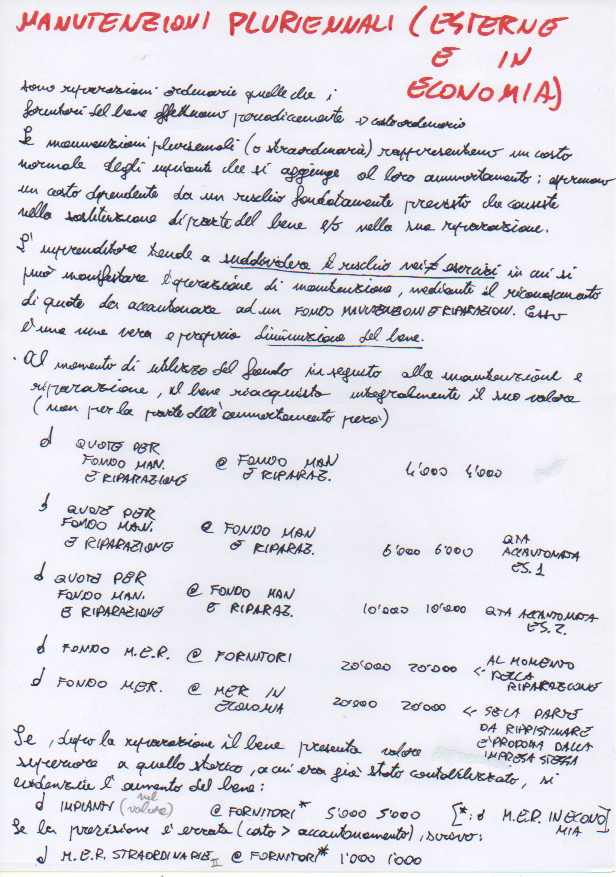 MANUTENZIONI PLURIENNALI (ESTERNE
E IN
ECONOMIA)
sono riparazioni ordinarie quelle che i
fornitori del bene effettuano periodicamente → costo ordinario
Le manutenzioni pluriennali (o straordinarie) rappresentano un costo
normale degli impianti che si aggiunge al loro ammortamento: esprimono
un costo dipendente da un rischio fondatamente previsto che consiste
nella sostituzione di parte del bene e/o nella sua riparazione.
L'imprenditore tende a suddividere il rischio nei ≠ esercizi in cui si
può manifestare l'operazione di manutenzione, mediante il riconoscimento
di quote da accantonare ad un FONDO MANUTENZIONI E RIPARAZIONI. Esso
è una vera e propria diminuzione del bene.
· Al momento di utilizzo del fondo in seguito alla manutenzione e
riparazione, il bene riacquista integralmente il suo valore
(non per la parte dell'ammortamento però)
d QUOTE PER
FONDO MAN.
E RIPARAZIONE @ FONDO MAN
E RIPARAZ. 4'000 4'000
d QUOTE PER
FONDO MAN.
E RIPARAZIONE @ FONDO MAN
E RIPARAZ. 6'000 6'000 QTA
ACCANTONATA
ES. 1
d QUOTE PER
FONDO MAN.
E RIPARAZIONE @ FONDO MAN
E RIPARAZ. 10'000 10'000 QTA ACCANTONATA
ES. 2.
d FONDO M.E.R. @ FORNITORI 20'000 20'000 ← AL MOMENTO
DELLA
RIPARAZIONE
d FONDO MER. @ MER IN
ECONOMIA 20'000 20'000 ← SE LA PARTE
DA RIPRISTINARE
È PRODOTTA DALLA
IMPRESA STESSA
Se, dopo la riparazione il bene presenta valore
superiore a quello storico, a cui era già stato contabilizzato, si
evidenzia l'aumento del bene:
d IMPIANTI (nel valore) @ FORNITORI* 5'000 5'000 [*: d M.E.R. IN ECONO
MIA]
Se la previsione è errata (costo > accantonamento), scrivo:
d M.E.R. STRAORDINARIE @ FORNITORI* 1'000 1'000